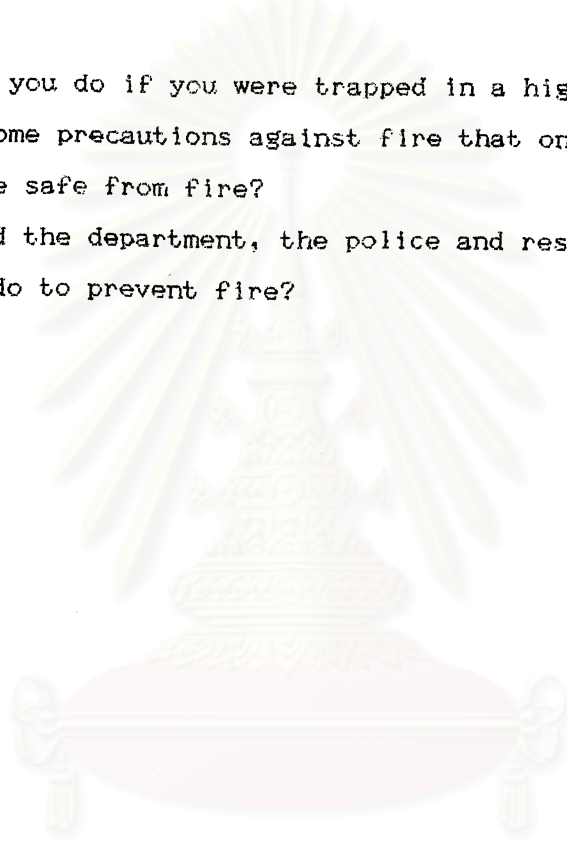 you do if you were trapped in a hig
ome precautions against fire that on
e safe from fire?
d the department, the police and res
do to prevent fire?